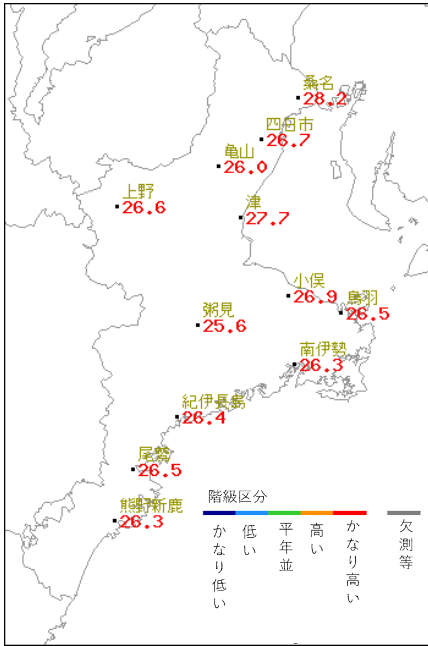 桑名
28.2
四日市
26.7
亀山
26.0
上野
26.6
津
27.7
小俣
26.9
鳥羽
26.5
粥見
25.6
南伊勢
26.3
紀伊長島
26.4
尾鷲
26.5
熊野新鹿
26.3
階級区分
かなり低い
低い
平年並
高い
かなり高い
欠測等